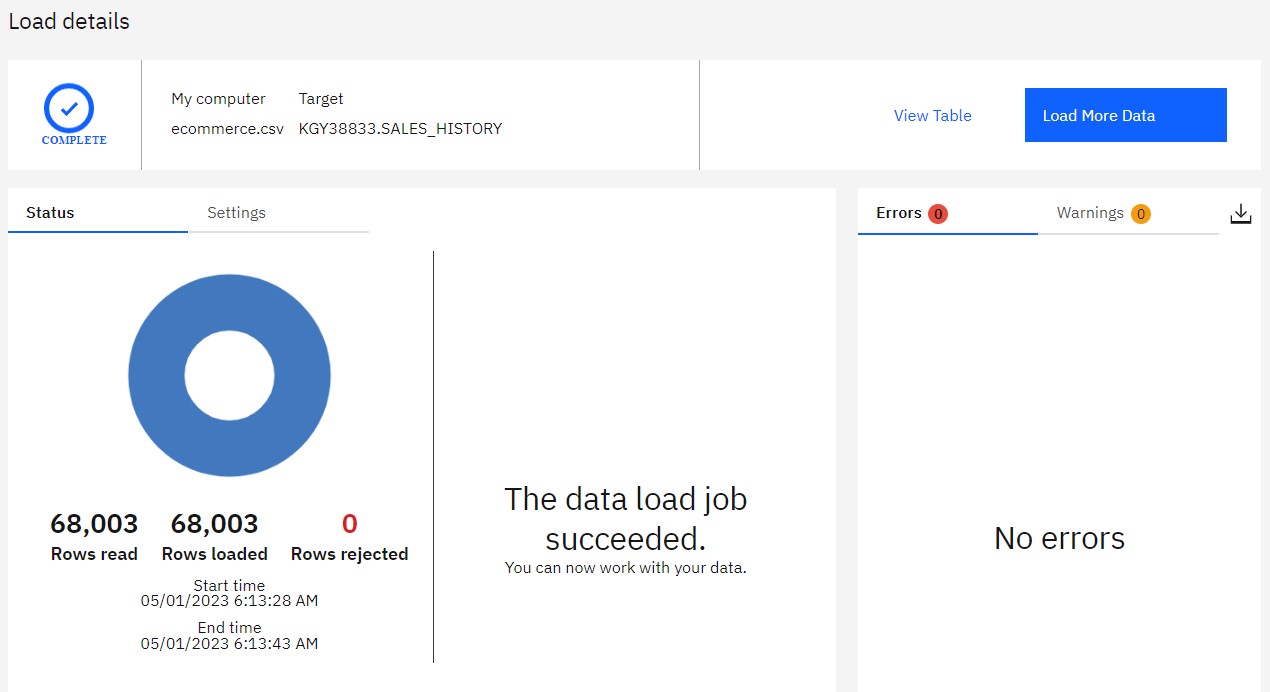 Load details
COMPLETE
My computer Target
ecommerce.csv KGY38833.SALES_HISTORY
View Table
Load More Data
Status Settings
68,003 68,003 0
Rows read Rows loaded Rows rejected
Start time
05/01/2023 6:13:28 AM
End time
05/01/2023 6:13:43 AM
The data load job
succeeded.
You can now work with your data.
Errors 0 Warnings 0
No errors